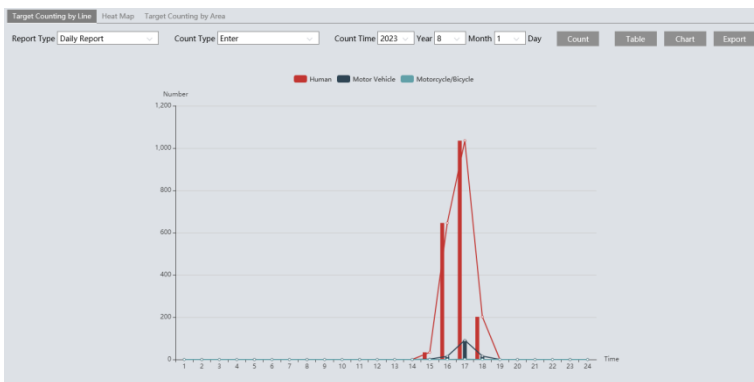 Target Counting by Line Heat Map Target Counting by Area
Report Type Daily Report Count Type Enter Count Time 2023 Year 8 Month 1 Day Count Table Chart Export
Human Motor Vehicle Motorcycle/Bicycle
Number
1,200
1,000
800
600
400
200
0
1 2 3 4 5 6 7 8 9 10 11 12 13 14 15 16 17 18 19 20 21 22 23 24
Time